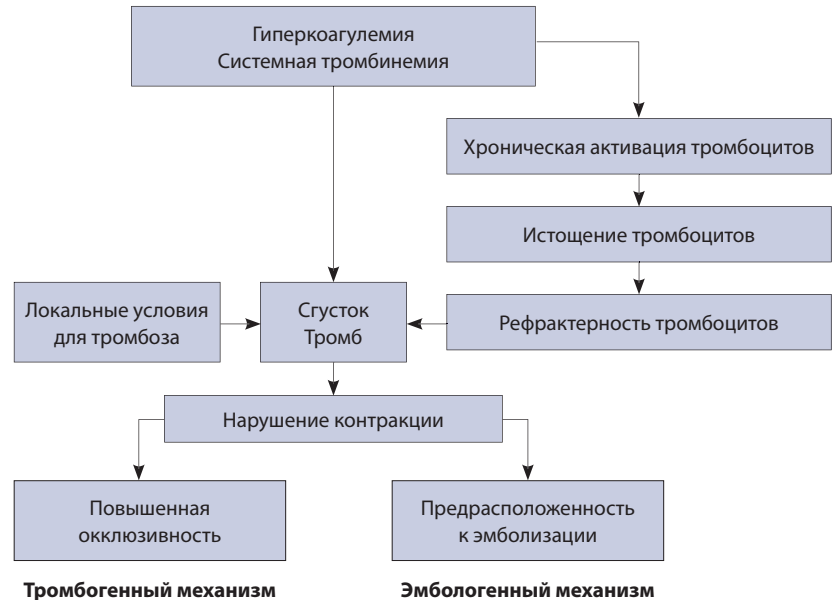 Гиперкоагулемия
Системная тромбинемия
Хроническая активация тромбоцитов
Истощение тромбоцитов
Локальные условия
для тромбоза
Сгусток
Тромб
Рефрактерность тромбоцитов
Нарушение контракции
Повышенная
окклюзивность
Предрасположенность
к эмболизации
Тромбогенный механизм
Эмбологенный механизм